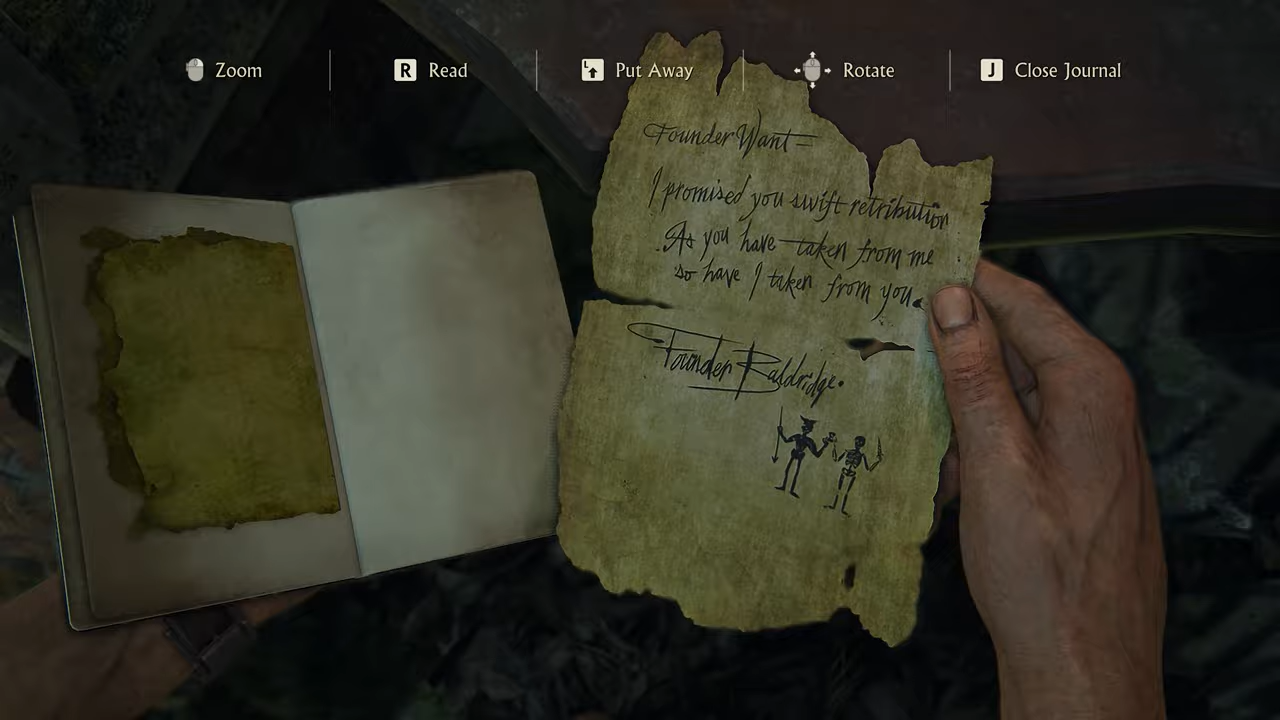 Zoom
R Read
L Put Away
Rotate
J Close Journal
Founder Want =
I promised you swift retribution
As you have taken from me
so have I taken from you.
Founder Baldridge.